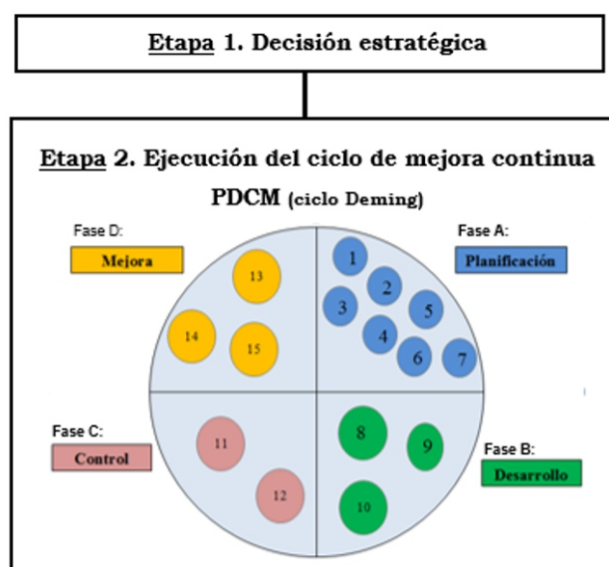 Etapa 1. Decisión estratégica
Etapa 2. Ejecución del ciclo de mejora continua
PDCM (ciclo Deming)
Fase D:
Mejora
Fase A:
Planificación
13
14
15
1
2
3
5
4
6
7
Fase C:
Control
11
12
8
9
10
Fase B:
Desarrollo